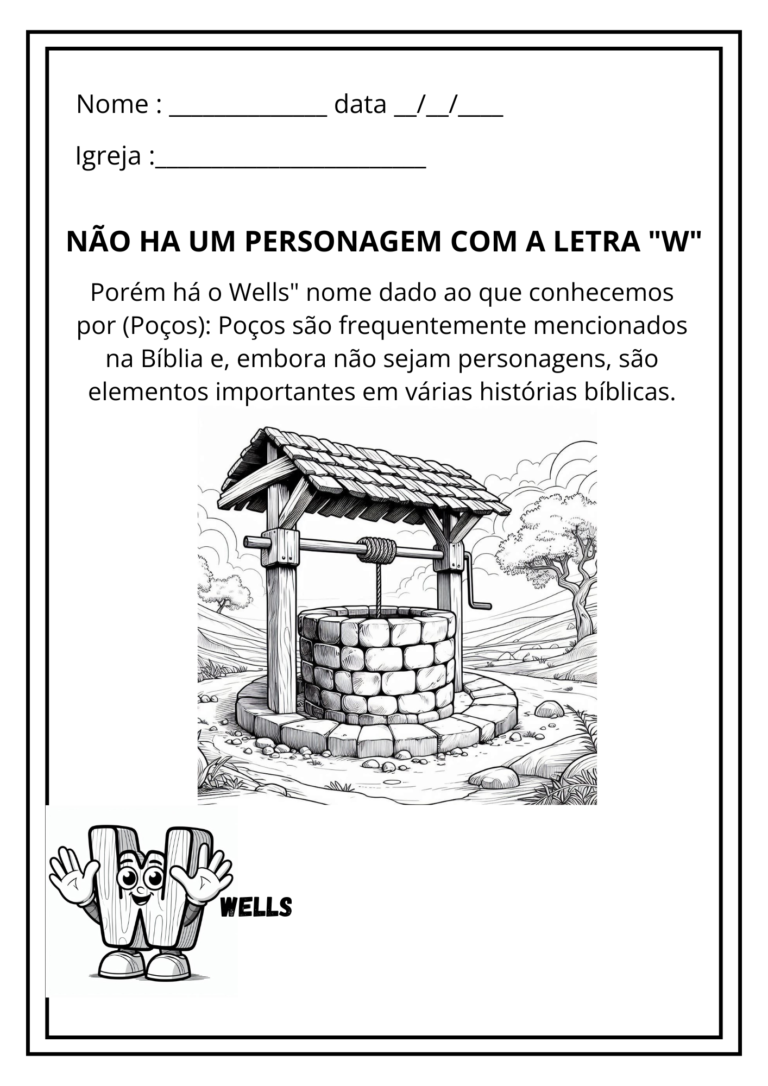 Nome : _____________ data __/__/____
Igreja :______________________
NÃO HA UM PERSONAGEM COM A LETRA "W"
Porém há o Wells" nome dado ao que conhecemos
por (Poços): Poços são frequentemente mencionados
na Bíblia e, embora não sejam personagens, são
elementos importantes em várias histórias bíblicas.
W
WELLS